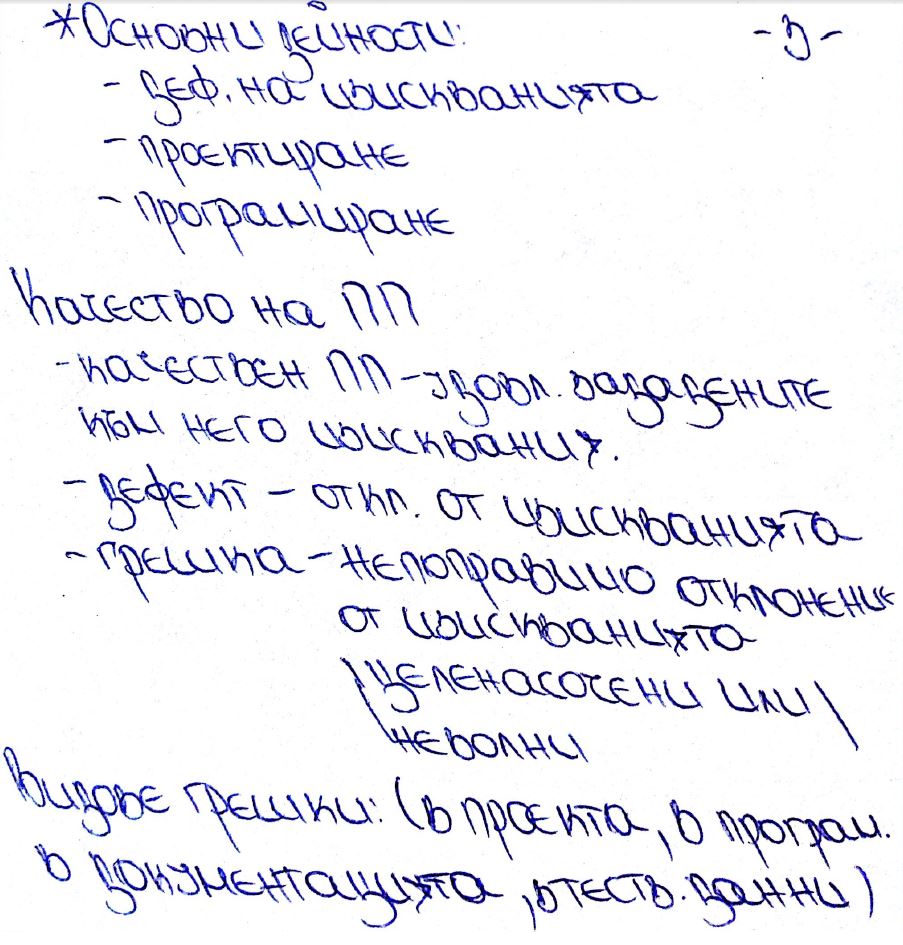 *Основни дейности: -3-
- деф. на изискванията
- проектиране
- програмиране
Качество на ПП
- качествен ПП - удовл. зададените
към него изисквания.
- дефект - откл. от изискванията
- грешка - непоправимо отклонение
от изискванията
\целенасочени или\
неволни
Видове грешки: (в проекта, в програм.
в документацията, в теств. данни)